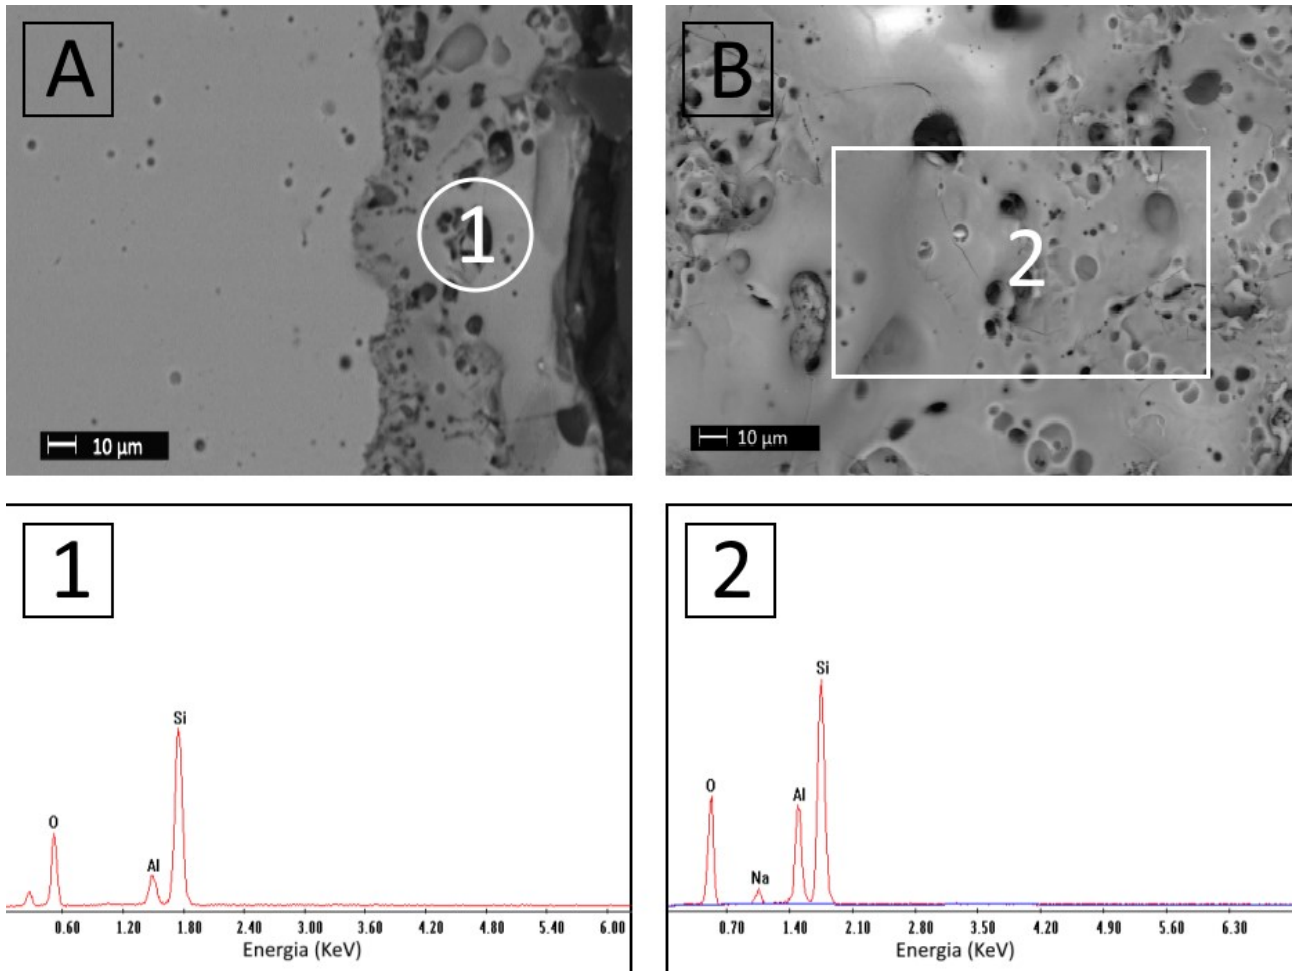 A
B
1
2
10 µm
10 µm
1
2
Si
O
Al
0.60 1.20 1.80 2.40 3.00 3.60 4.20 4.80 5.40 6.00
Energia (KeV)
Si
O
Al
Na
0.70 1.40 2.10 2.80 3.50 4.20 4.90 5.60 6.30
Energia (KeV)